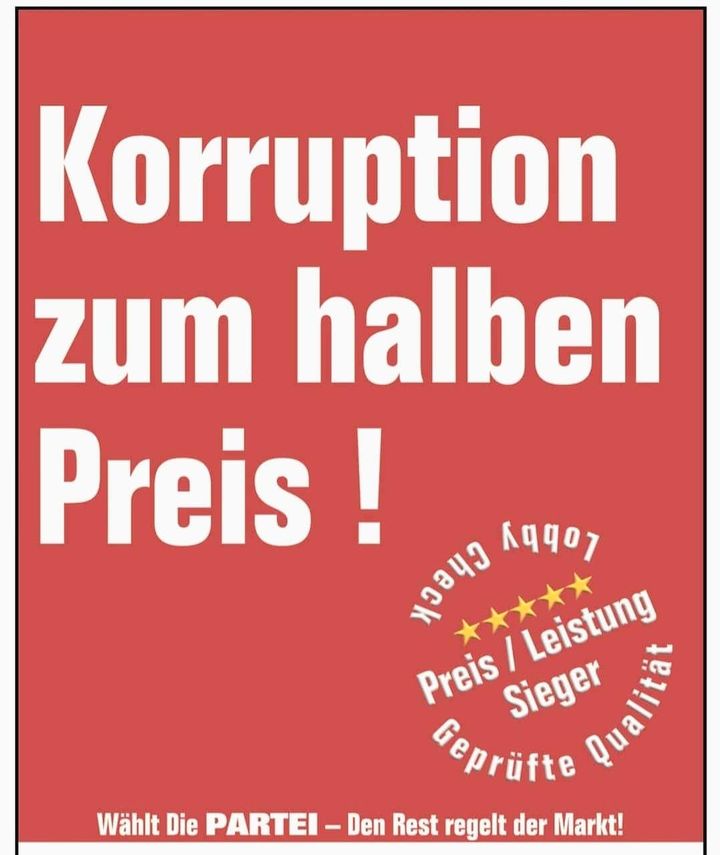 Korruption
zum halben
Preis !
Lobby Check
Preis / Leistung
Sieger
Geprüfte Qualität
Wählt Die PARTEI – Den Rest regelt der Markt!